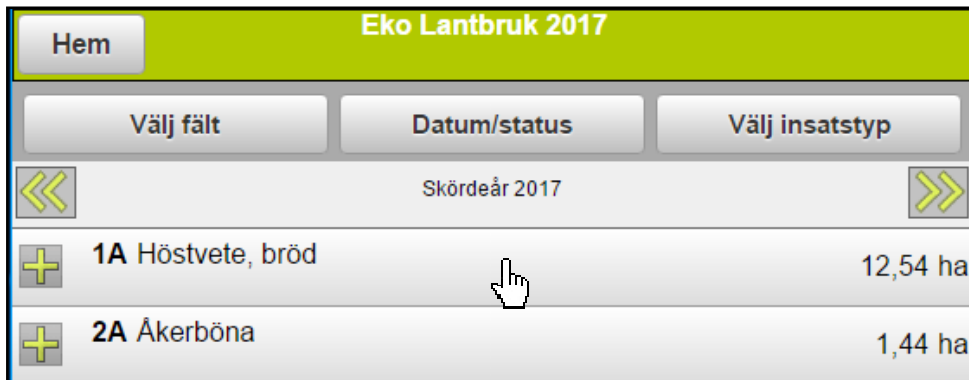 Hem
Eko Lantbruk 2017
Välj fält
Datum/status
Välj insatstyp
Skördeår 2017
1A Höstvete, bröd
12,54 ha
2A Åkerböna
1,44 ha